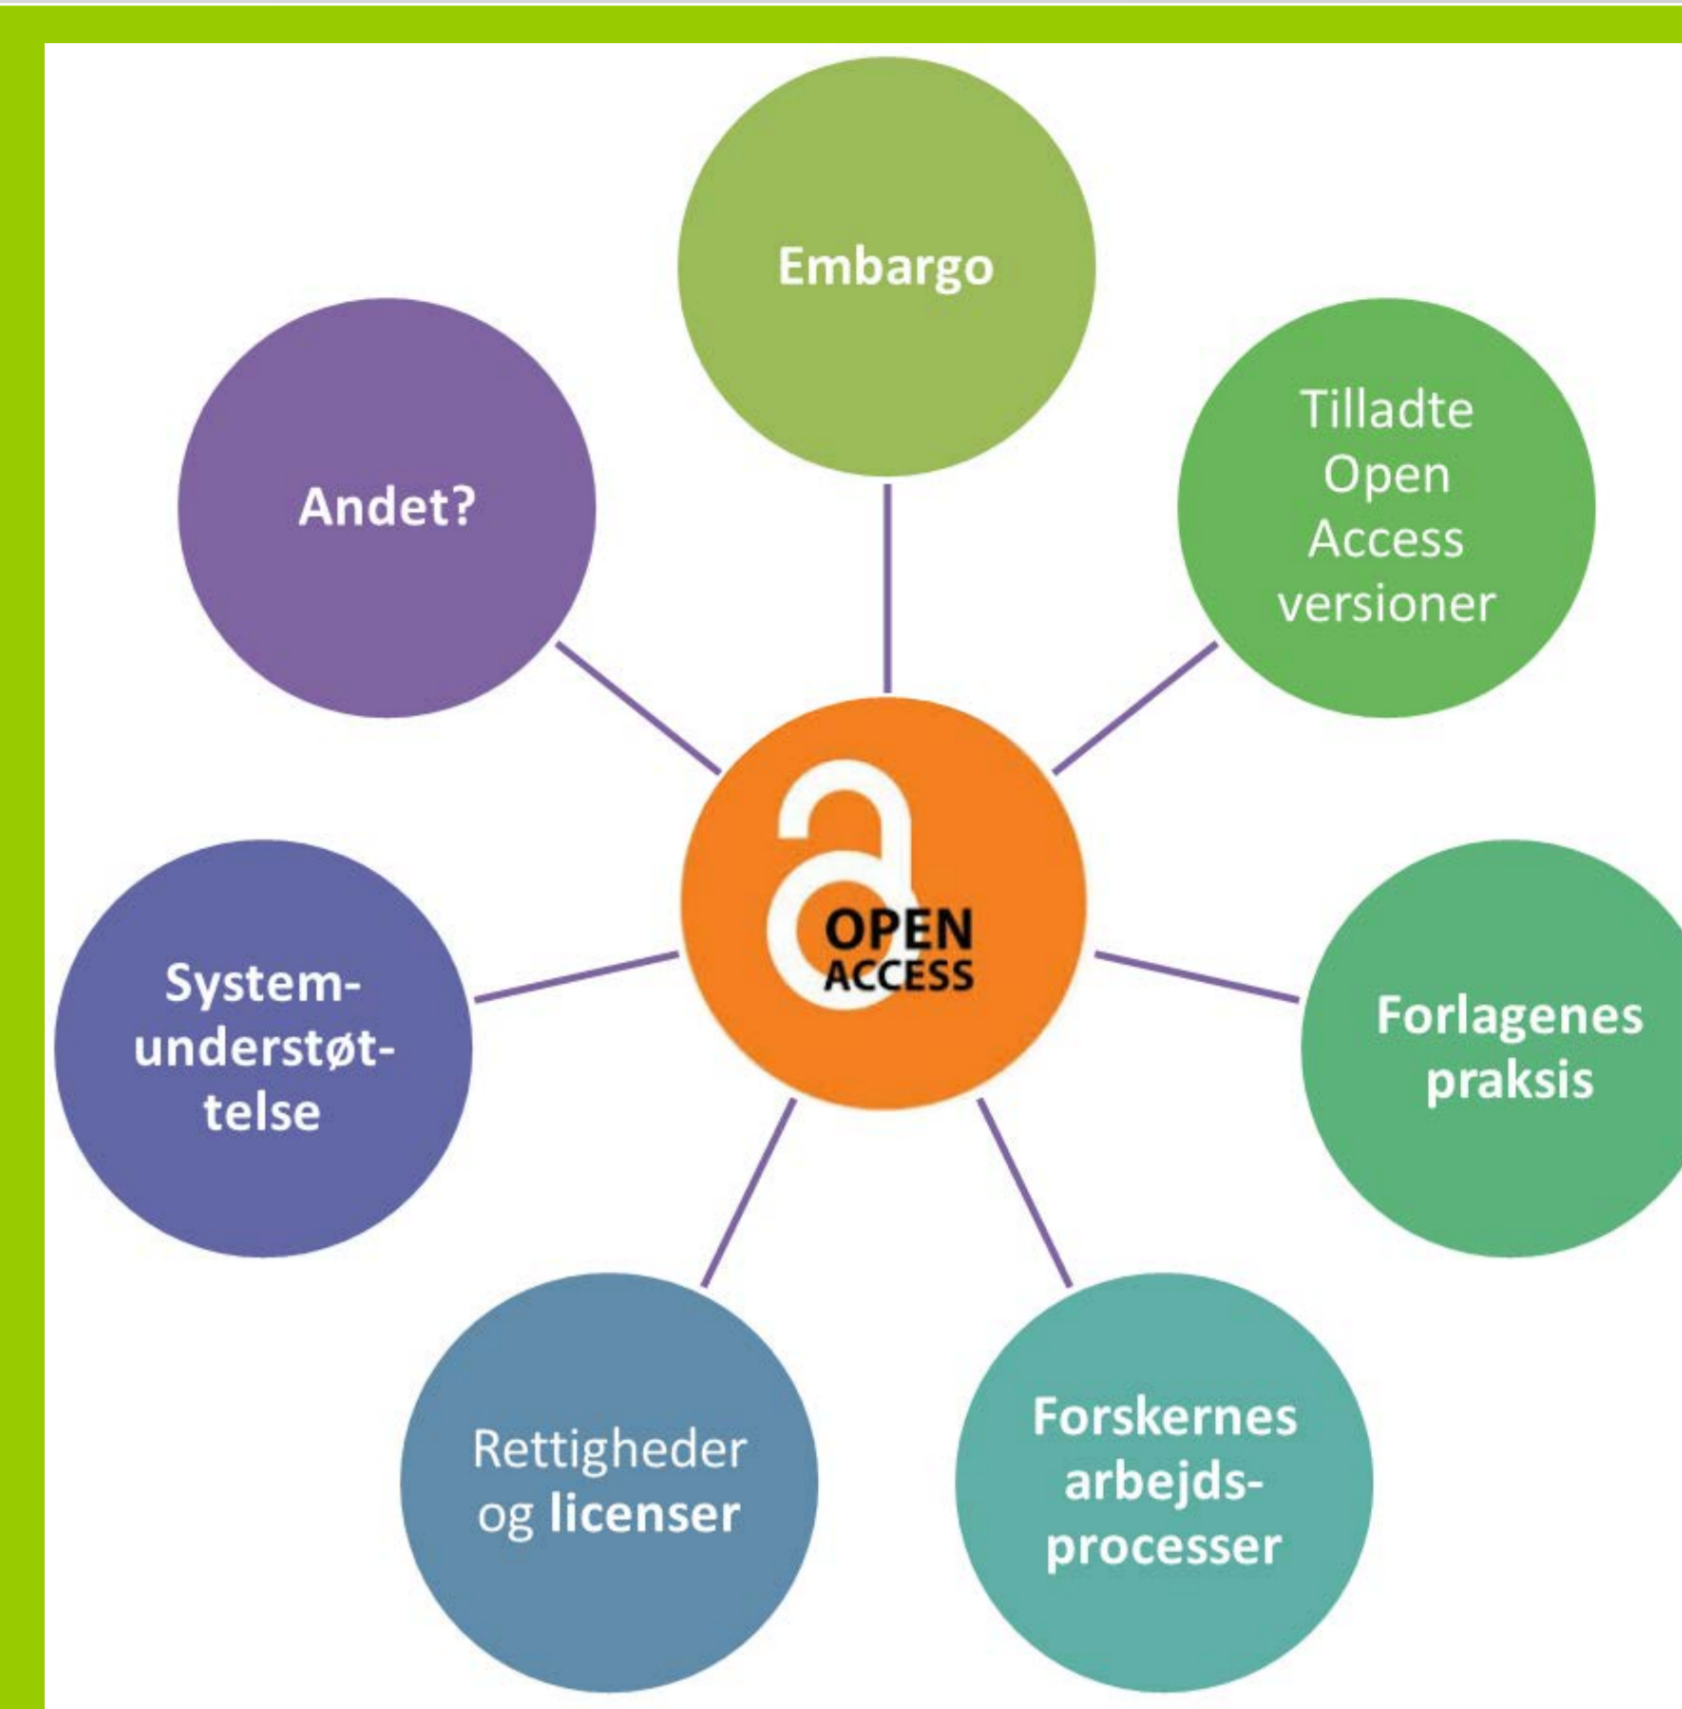 Embargo
Tilladte
Open
Access
versioner
Andet?
OPEN
ACCESS
Forlagenes
praksis
System-
understøt-
telse
Forskernes
arbejds-
processer
Rettigheder
og licenser